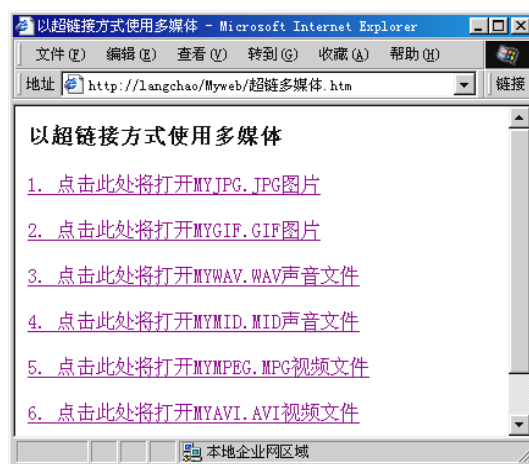 以超链接方式使用多媒体 - Microsoft Internet Explorer
文件(F) 编辑(E) 查看(V) 转到(G) 收藏(A) 帮助(H)
地址 http://langchao/Myweb/超链多媒体.htm 链接
以超链接方式使用多媒体
1. 点击此处将打开MYJPG.JPG图片
2. 点击此处将打开MYGIF.GIF图片
3. 点击此处将打开MYWAV.WAV声音文件
4. 点击此处将打开MYMID.MID声音文件
5. 点击此处将打开MYMPEG.MPG视频文件
6. 点击此处将打开MYAVI.AVI视频文件
本地企业网区域